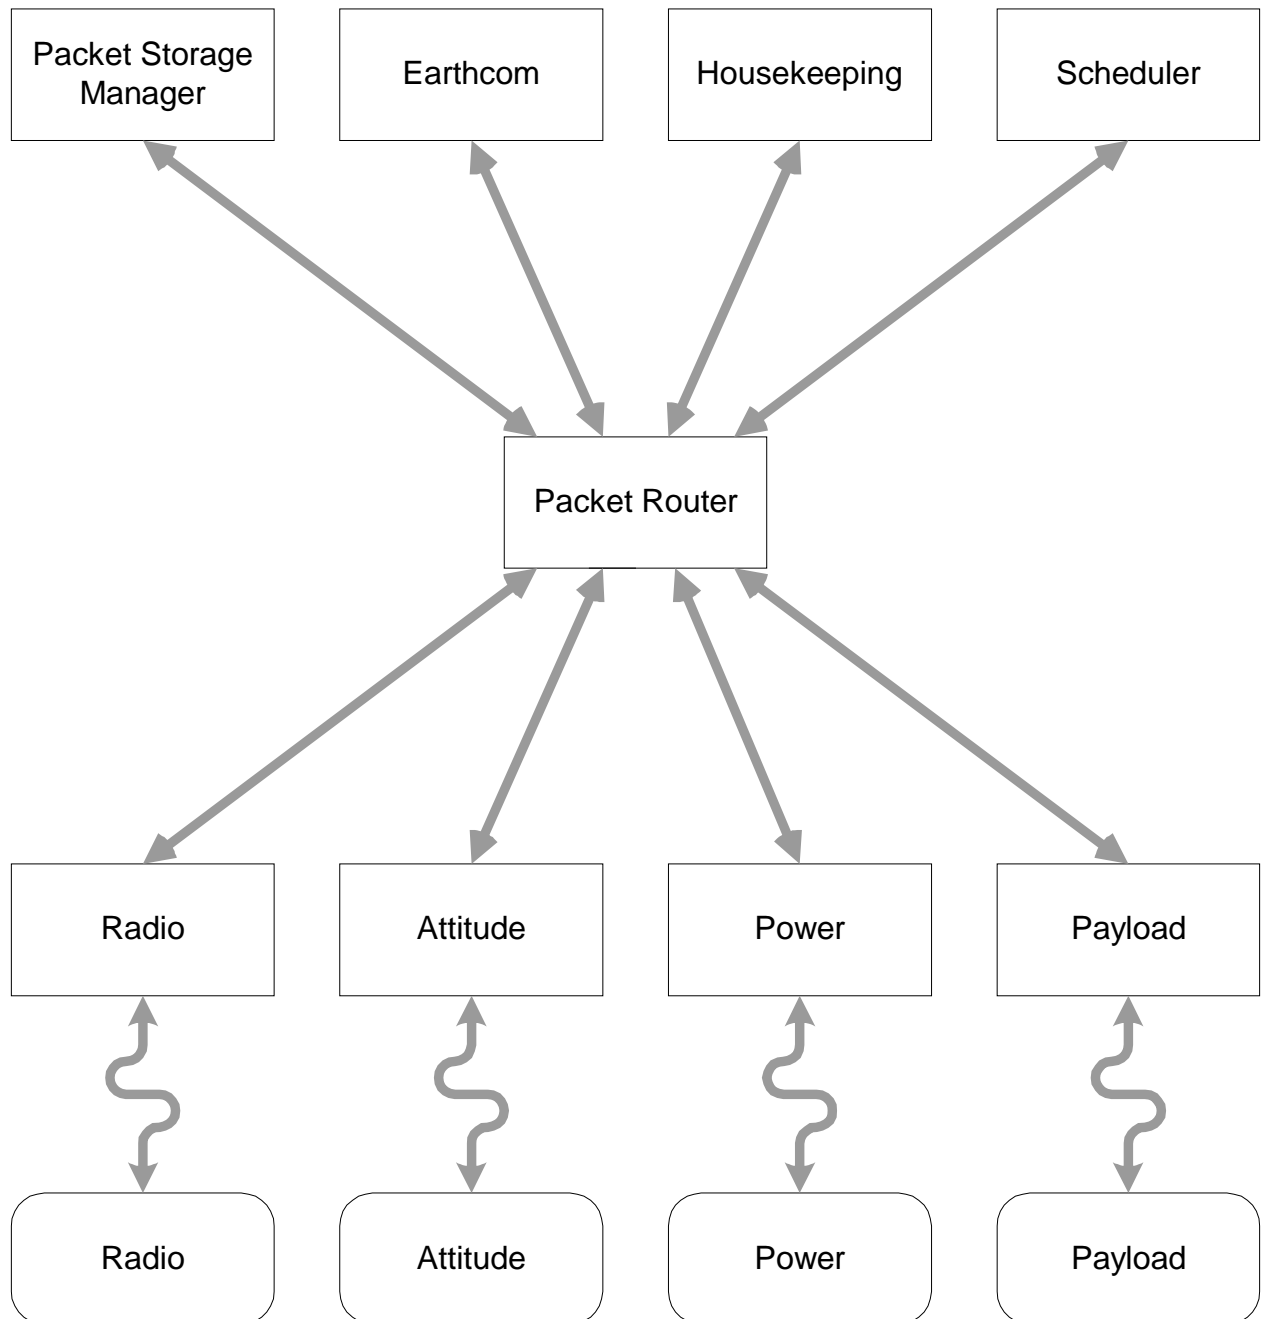 Packet Storage
Manager
Earthcom
Housekeeping
Scheduler
Packet Router
Radio
Attitude
Power
Payload
Radio
Attitude
Power
Payload